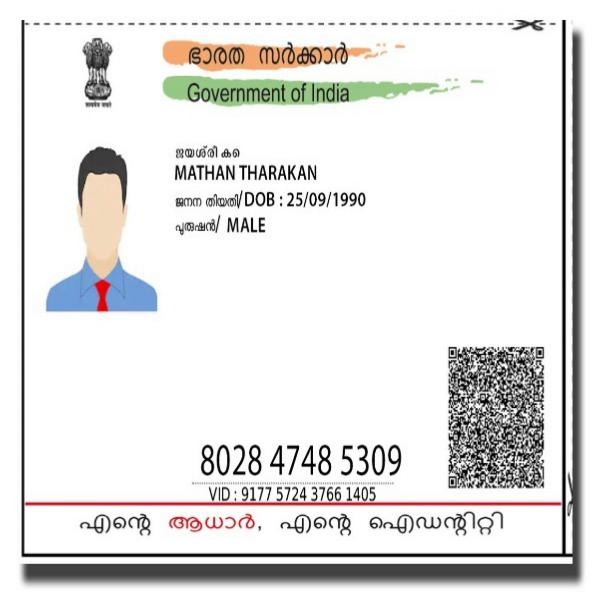 ഭാരത സർക്കാർ
Government of India
ജയശ്രീ കെ
MATHAN THARAKAN
ജനന തിയതി/DOB : 25/09/1990
പുരുഷൻ/ MALE
8028 4748 5309
VID : 9177 5724 3766 1405
എന്റെ ആധാർ, എന്റെ ഐഡന്റിറ്റി